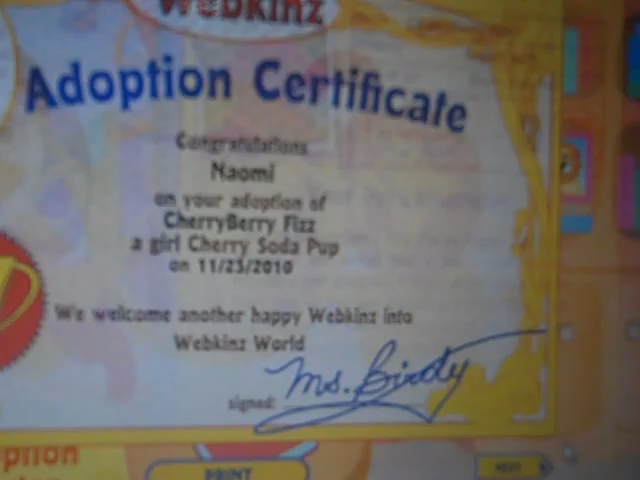 Webkinz
Adoption Certificate
Congratulations
Naomi
on your adoption of
CherryBerry Fizz
a girl Cherry Soda Pup
on 11/23/2010
We welcome another happy Webkinz into
Webkinz World
signed: Ms. Birdy
ption
PRINT
NEXT